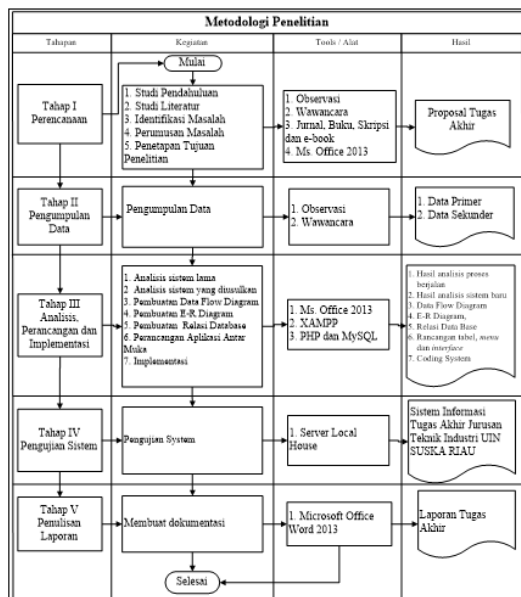 Metodologi Penelitian
Tahapan
Kegiatan
Tools / Alat
Hasil
Mulai
Tahap I
Perencanaan
1. Studi Pendahuluan
2. Studi Literatur
3. Identifikasi Masalah
4. Perumusan Masalah
5. Penetapan Tujuan
Penelitian
1. Observasi
2. Wawancara
3. Jurnal, Buku, Skripsi
dan e-book
4. Ms. Office 2013
Proposal Tugas
Akhir
Tahap II
Pengumpulan
Data
Pengumpulan Data
1. Observasi
2. Wawancara
1. Data Primer
2. Data Sekunder
Tahap III
Analisis,
Perancangan dan
Implementasi
1. Analisis sistem lama
2. Analisis sistem yang diusulkan
3. Pembuatan Data Flow Diagram
4. Pembuatan E-R Diagram
5. Pembuatan Relasi Database
6. Perancangan Aplikasi Antar
Muka
7. Implementasi
1. Ms. Office 2013
2. XAMPP
3. PHP dan MySQL
1. Hasil analisis proses
berjalan
2. Hasil analisis sistem baru
3. Data Flow Diagram
4. E-R Diagram,
5. Relasi Data Base
6. Rancangan tabel, menu
dan interface
7. Coding System
Tahap IV
Pengujian Sistem
Pengujian System
1. Server Local
House
Sistem Informasi
Tugas Akhir Jurusan
Teknik Industri UIN
SUSKA RIAU
Tahap V
Penulisan
Laporan
Membuat dokumentasi
1. Microsoft Office
Word 2013
Laporan Tugas
Akhir
Selesai